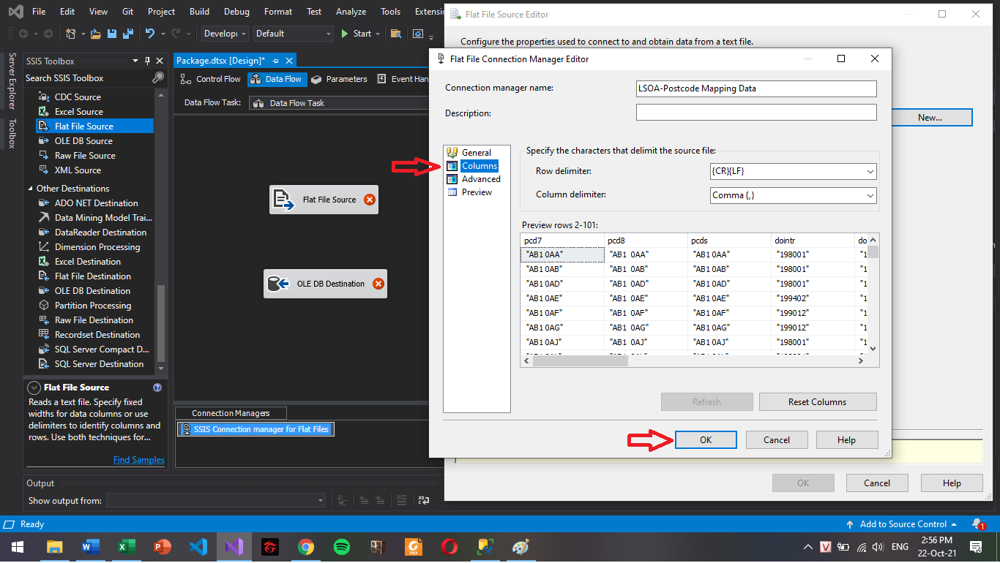 File Edit View Git Project Build Debug Format Test Analyze Tools Extensi
Develop Default Start
Server Explorer
Toolbox
SSIS Toolbox
Search SSIS Toolbox
CDC Source
Excel Source
Flat File Source
OLE DB Source
Raw File Source
XML Source
Other Destinations
ADO NET Destination
Data Mining Model Trai...
DataReader Destination
Dimension Processing
Excel Destination
Flat File Destination
OLE DB Destination
Partition Processing
Raw File Destination
Recordset Destination
SQL Server Compact D...
SQL Server Destination
Flat File Source
Reads a text file. Specify fixed
widths for data columns or use
delimiters to identify columns and
rows. Use both techniques for...
Find Samples
Package.dtsx [Design]*
Control Flow Data Flow Parameters Event Han
Data Flow Task: Data Flow Task
Flat File Source
OLE DB Destination
Connection Managers
SSIS Connection manager for Flat Files
Flat File Source Editor
Configure the properties used to connect to and obtain data from a text file.
New...
Flat File Connection Manager Editor
Connection manager name: LSOA-Postcode Mapping Data
Description:
General
Columns
Advanced
Preview
Specify the characters that delimit the source file:
Row delimiter: {CR}{LF}
Column delimiter: Comma {,}
Preview rows 2-101:
pcd7 pcd8 pcds dointr do
"AB1 0AA" "AB1  0AA" "AB1 0AA" "198001" "1
"AB1 0AB" "AB1  0AB" "AB1 0AB" "198001" "1
"AB1 0AD" "AB1  0AD" "AB1 0AD" "198001" "1
"AB1 0AE" "AB1  0AE" "AB1 0AE" "199402" "1
"AB1 0AF" "AB1  0AF" "AB1 0AF" "199012" "1
"AB1 0AG" "AB1  0AG" "AB1 0AG" "199012" "1
"AB1 0AJ" "AB1  0AJ" "AB1 0AJ" "198001" "1
Refresh Reset Columns
OK Cancel Help
OK Cancel Help
Output
Show output from:
Ready Add to Source Control 1
ENG 2:56 PM
22-Oct-21